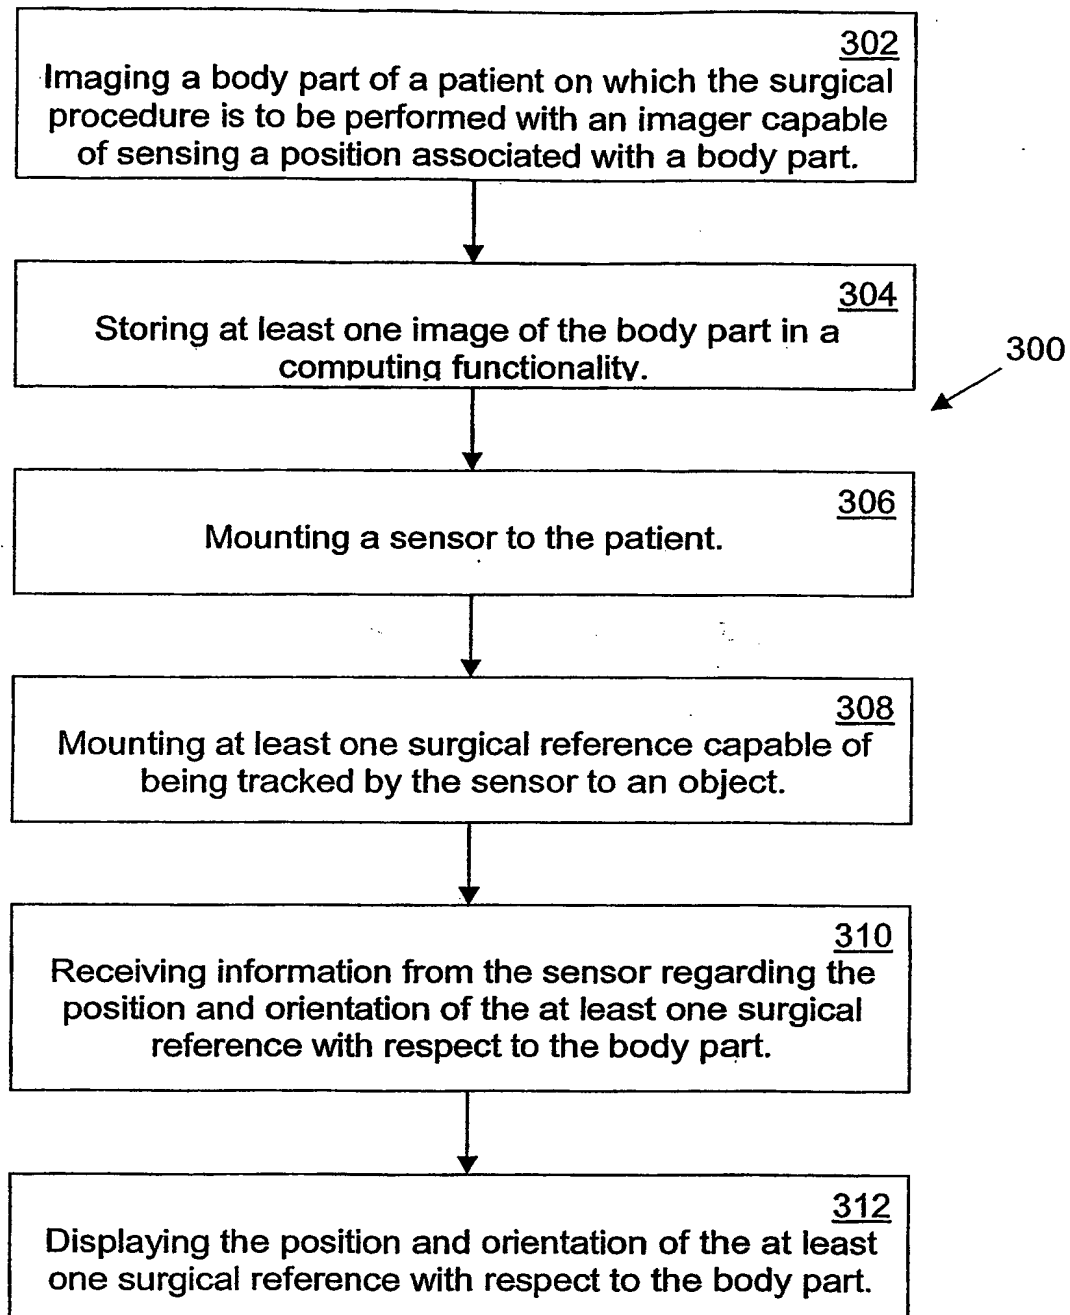 302
Imaging a body part of a patient on which the surgical
procedure is to be performed with an imager capable
of sensing a position associated with a body part.
304
Storing at least one image of the body part in a
computing functionality.
300
306
Mounting a sensor to the patient.
308
Mounting at least one surgical reference capable of
being tracked by the sensor to an object.
310
Receiving information from the sensor regarding the
position and orientation of the at least one surgical
reference with respect to the body part.
312
Displaying the position and orientation of the at least
one surgical reference with respect to the body part.